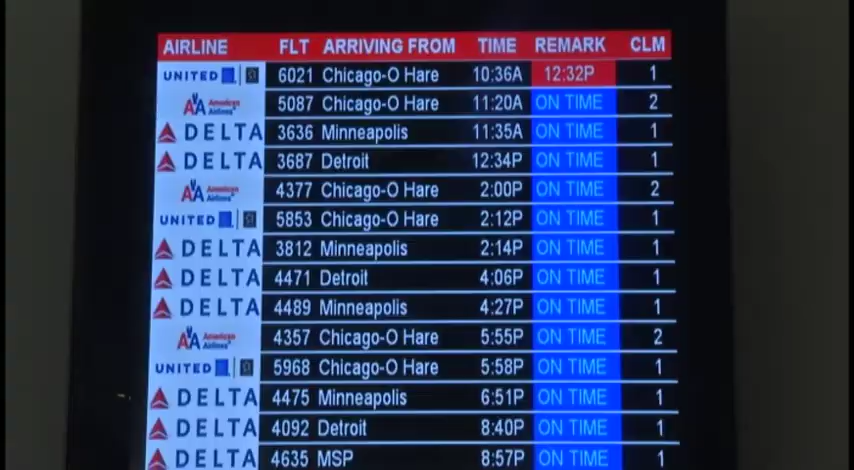 AIRLINE FLT ARRIVING FROM TIME REMARK CLM
UNITED 6021 Chicago-O Hare 10:36A 12:32P 1
AA American Airlines 5087 Chicago-O Hare 11:20A ON TIME 2
DELTA 3636 Minneapolis 11:35A ON TIME 1
DELTA 3687 Detroit 12:34P ON TIME 1
AA American Airlines 4377 Chicago-O Hare 2:00P ON TIME 2
UNITED 5853 Chicago-O Hare 2:12P ON TIME 1
DELTA 3812 Minneapolis 2:14P ON TIME 1
DELTA 4471 Detroit 4:06P ON TIME 1
DELTA 4489 Minneapolis 4:27P ON TIME 1
AA American Airlines 4357 Chicago-O Hare 5:55P ON TIME 2
UNITED 5968 Chicago-O Hare 5:58P ON TIME 1
DELTA 4475 Minneapolis 6:51P ON TIME 1
DELTA 4092 Detroit 8:40P ON TIME 1
DELTA 4635 MSP 8:57P ON TIME 1